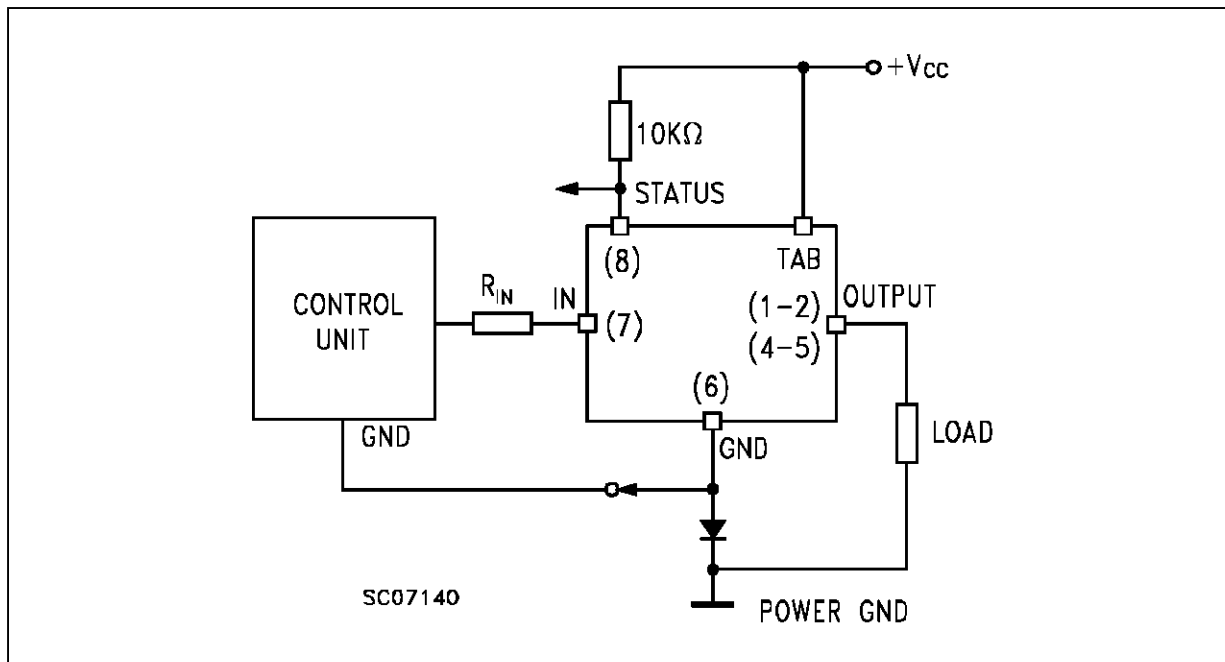 +Vcc
10KΩ
STATUS
(8)
TAB
CONTROL
UNIT
RIN
IN
(7)
(1-2)
OUTPUT
(4-5)
(6)
GND
GND
LOAD
SC07140
POWER GND